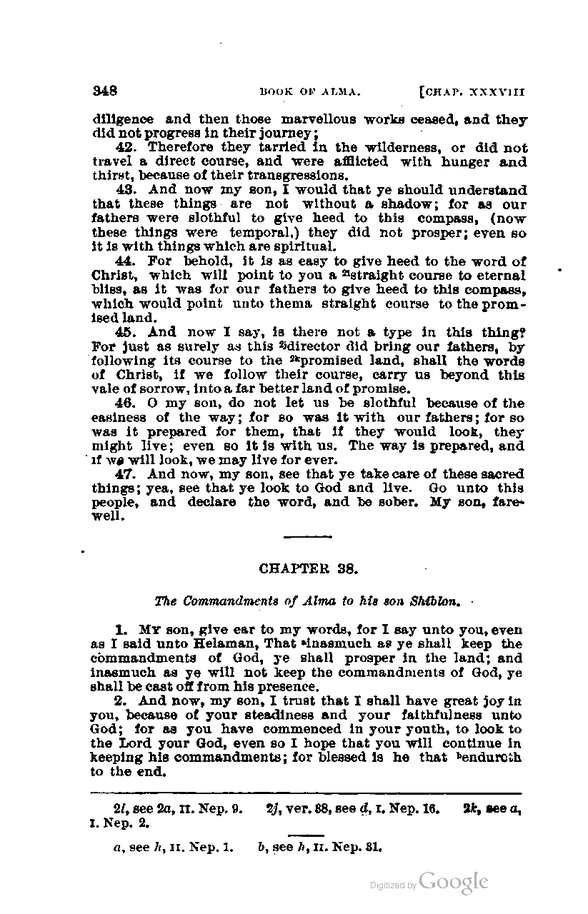 348 BOOK OF ALMA. [CHAP. XXXVIII
diligence and then those marvellous works ceased, and they
did not progress in their journey;
42. Therefore they tarried in the wilderness, or did not
travel a direct course, and were afflicted with hunger and
thirst, because of their transgressions.
43. And now my son, I would that ye should understand
that these things are not without a shadow; for as our
fathers were slothful to give heed to this compass, (now
these things were temporal,) they did not prosper; even so
it is with things which are spiritual.
44. For behold, it is as easy to give heed to the word of
Christ, which will point to you a 2istraight course to eternal
bliss, as it was for our fathers to give heed to this compass,
which would point unto thema straight course to the prom-
ised land.
45. And now I say, is there not a type in this thing?
For just as surely as this 2jdirector did bring our fathers, by
following its course to the 2kpromised land, shall the words
of Christ, if we follow their course, carry us beyond this
vale of sorrow, into a far better land of promise.
46. O my son, do not let us be slothful because of the
easiness of the way; for so was it with our fathers; for so
was it prepared for them, that if they would look, they
might live; even so it is with us. The way is prepared, and
if we will look, we may live for ever.
47. And now, my son, see that ye take care of these sacred
things; yea, see that ye look to God and live. Go unto this
people, and declare the word, and be sober. My son, fare-
well.
CHAPTER 38.
The Commandments of Alma to his son Shiblon.
1. MY son, give ear to my words, for I say unto you, even
as I said unto Helaman, That ainasmuch as ye shall keep the
commandments of God, ye shall prosper in the land; and
inasmuch as ye will not keep the commandments of God, ye
shall be cast off from his presence.
2. And now, my son, I trust that I shall have great joy in
you, because of your steadiness and your faithfulness unto
God; for as you have commenced in your youth, to look to
the Lord your God, even so I hope that you will continue in
keeping his commandments; for blessed is he that bendureth
to the end.
2i, see 2a, II. Nep. 9. 2j, ver. 38, see d, I. Nep. 16. 2k, see a,
I. Nep. 2.
a, see h, II. Nep. 1. b, see h, II. Nep. 31.
Digitized by Google